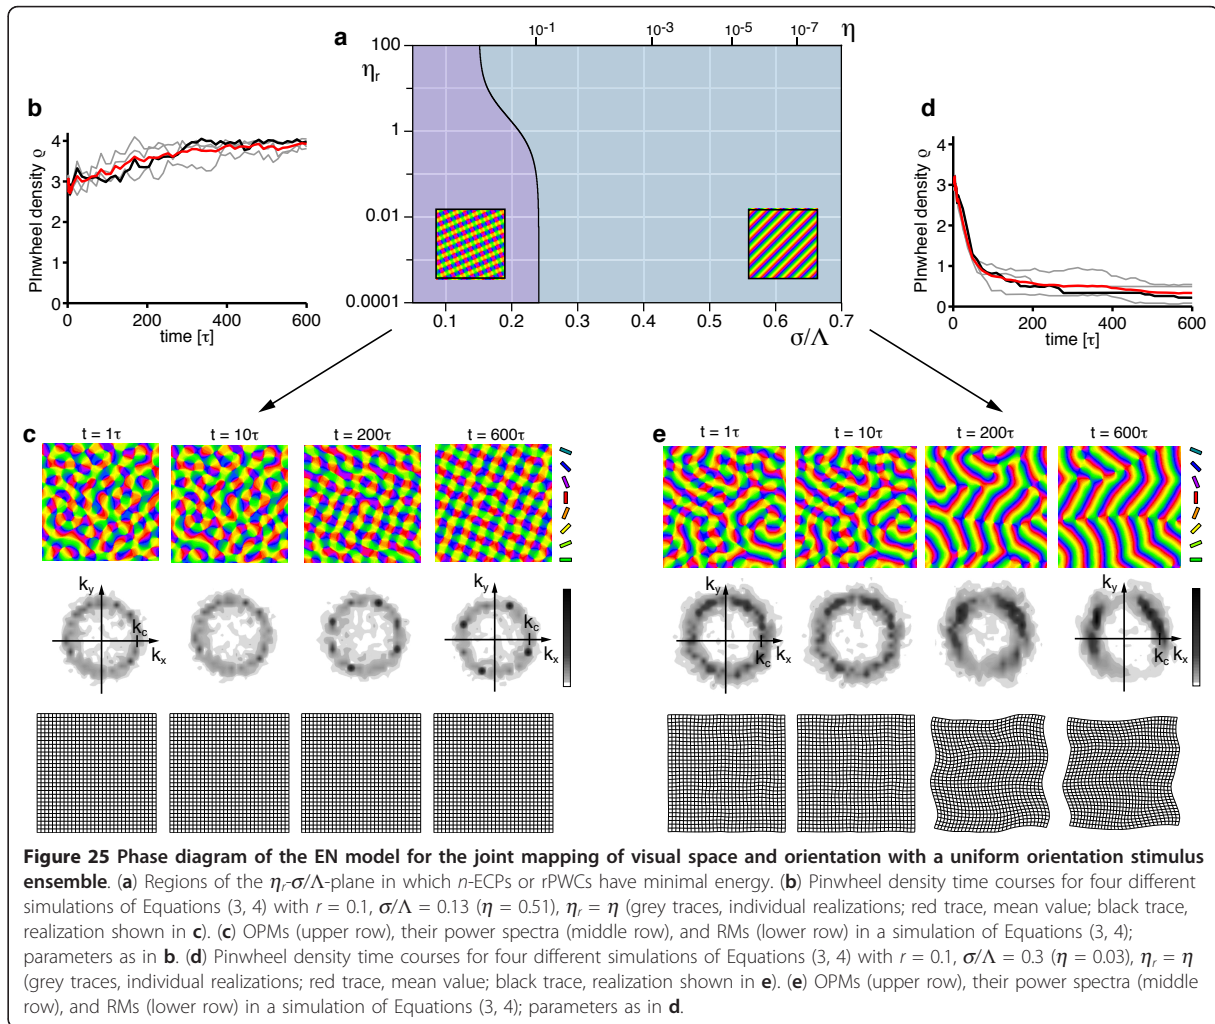 a
10⁻¹ 10⁻³ 10⁻⁵ 10⁻⁷ η
100
ηᵣ
1
0.01
0.0001
0.1 0.2 0.3 0.4 0.5 0.6 0.7
σ/Λ
b
PInwheel density ϱ
4
3
2
1
0
0 200 400 600
time [τ]
d
PInwheel density ϱ
4
3
2
1
0
0 200 400 600
time [τ]
c
t = 1τ t = 10τ t = 200τ t = 600τ
k_y k_y
k_c k_c
k_x k_x
e
t = 1τ t = 10τ t = 200τ t = 600τ
k_y k_y
k_c k_x k_c k_x
Figure 25 Phase diagram of the EN model for the joint mapping of visual space and orientation with a uniform orientation stimulus
ensemble. (a) Regions of the ηᵣ-σ/Λ-plane in which n-ECPs or rPWCs have minimal energy. (b) Pinwheel density time courses for four different
simulations of Equations (3, 4) with r = 0.1, σ/Λ = 0.13 (η = 0.51), ηᵣ = η (grey traces, individual realizations; red trace, mean value; black trace,
realization shown in c). (c) OPMs (upper row), their power spectra (middle row), and RMs (lower row) in a simulation of Equations (3, 4);
parameters as in b. (d) Pinwheel density time courses for four different simulations of Equations (3, 4) with r = 0.1, σ/Λ = 0.3 (η = 0.03), ηᵣ = η
(grey traces, individual realizations; red trace, mean value; black trace, realization shown in e). (e) OPMs (upper row), their power spectra (middle
row), and RMs (lower row) in a simulation of Equations (3, 4); parameters as in d.